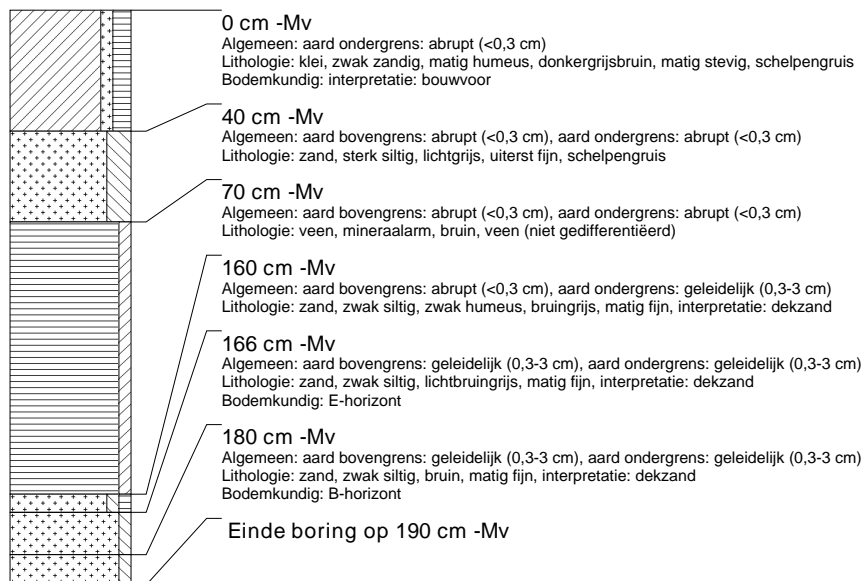 0 cm -Mv
Algemeen: aard ondergrens: abrupt (<0,3 cm)
Lithologie: klei, zwak zandig, matig humeus, donkergrijsbruin, matig stevig, schelpengruis
Bodemkundig: interpretatie: bouwvoor
40 cm -Mv
Algemeen: aard bovengrens: abrupt (<0,3 cm), aard ondergrens: abrupt (<0,3 cm)
Lithologie: zand, sterk siltig, lichtgrijs, uiterst fijn, schelpengruis
70 cm -Mv
Algemeen: aard bovengrens: abrupt (<0,3 cm), aard ondergrens: abrupt (<0,3 cm)
Lithologie: veen, mineraalarm, bruin, veen (niet gedifferentiëerd)
160 cm -Mv
Algemeen: aard bovengrens: abrupt (<0,3 cm), aard ondergrens: geleidelijk (0,3-3 cm)
Lithologie: zand, zwak siltig, zwak humeus, bruingrijs, matig fijn, interpretatie: dekzand
166 cm -Mv
Algemeen: aard bovengrens: geleidelijk (0,3-3 cm), aard ondergrens: geleidelijk (0,3-3 cm)
Lithologie: zand, zwak siltig, lichtbruingrijs, matig fijn, interpretatie: dekzand
Bodemkundig: E-horizont
180 cm -Mv
Algemeen: aard bovengrens: geleidelijk (0,3-3 cm), aard ondergrens: geleidelijk (0,3-3 cm)
Lithologie: zand, zwak siltig, bruin, matig fijn, interpretatie: dekzand
Bodemkundig: B-horizont
Einde boring op 190 cm -Mv